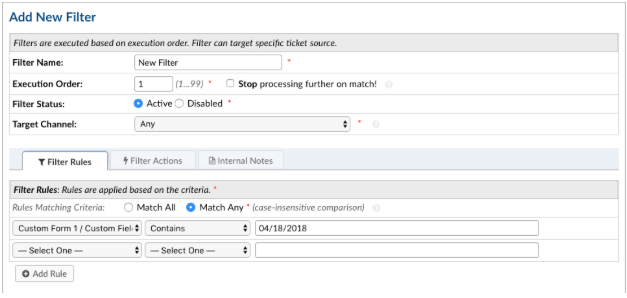 Add New Filter
Filters are executed based on execution order. Filter can target specific ticket source.
Filter Name: New Filter *
Execution Order: 1 (1...99) * Stop processing further on match!
Filter Status: Active Disabled *
Target Channel: Any *
Filter Rules Filter Actions Internal Notes
Filter Rules: Rules are applied based on the criteria. *
Rules Matching Criteria: Match All Match Any * (case-insensitive comparison)
Custom Form 1 / Custom Fiel Contains 04/18/2018
— Select One — — Select One —
Add Rule